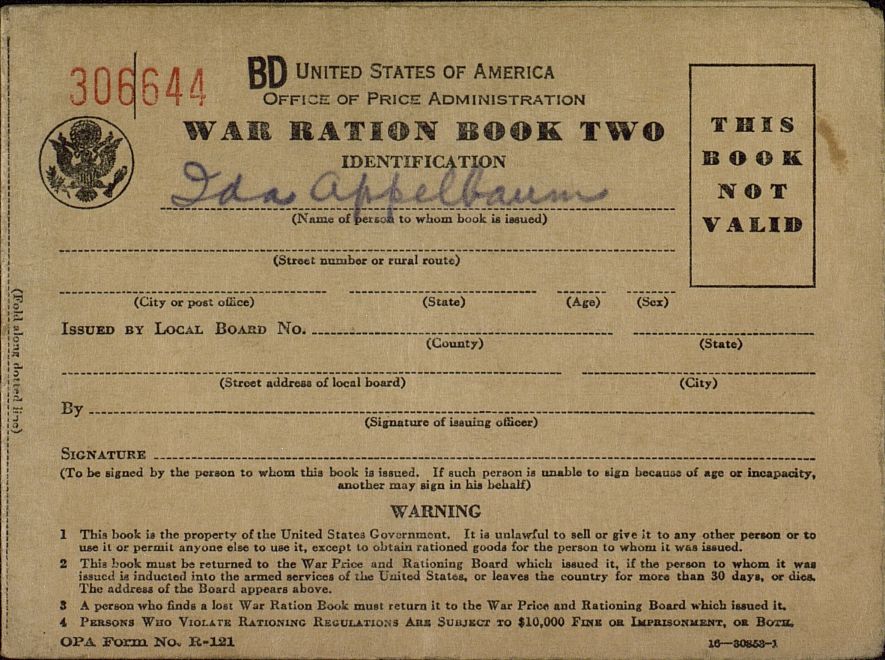 306644 BD UNITED STATES OF AMERICA
OFFICE OF PRICE ADMINISTRATION
WAR RATION BOOK TWO
IDENTIFICATION
THIS
BOOK
NOT
VALID
Ida Appelbaum
(Name of person to whom book is issued)
(Street number or rural route)
(City or post office) (State) (Age) (Sex)
ISSUED BY LOCAL BOARD NO.
(County) (State)
(Street address of local board) (City)
By
(Signature of issuing officer)
SIGNATURE
(To be signed by the person to whom this book is issued. If such person is unable to sign because of age or incapacity,
another may sign in his behalf)
WARNING
1 This book is the property of the United States Government. It is unlawful to sell or give it to any other person or to
use it or permit anyone else to use it, except to obtain rationed goods for the person to whom it was issued.
2 This book must be returned to the War Price and Rationing Board which issued it, if the person to whom it was
issued is inducted into the armed services of the United States, or leaves the country for more than 30 days, or dies.
The address of the Board appears above.
3 A person who finds a lost War Ration Book must return it to the War Price and Rationing Board which issued it.
4 PERSONS WHO VIOLATE RATIONING REGULATIONS ARE SUBJECT TO $10,000 FINE OR IMPRISONMENT, OR BOTH.
OPA Form No. R-121 16—30853-1
(Fold along dotted line)